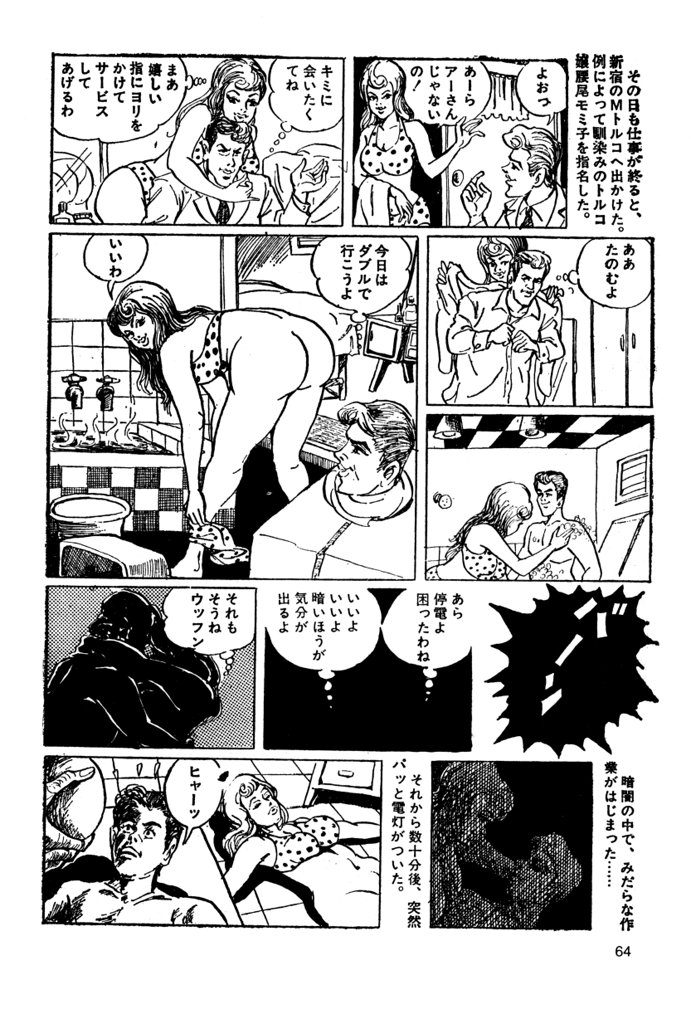 その日も仕事が終ると、
新宿のMトルコへ出かけた。
例によって馴染みのトルコ
嬢腰尾モミ子を指名した。
よおっ
あーら
アーさん
じゃない
の!
キミに
会いたく
てね
まあ
嬉しい
指にヨリを
かけて
サービス
して
あげるわ
ああ
たのむよ
今日は
ダブルで
行こうよ
いいわ
あら
停電よ
困ったわね
いいよ
いいよ
暗いほうが
気分が
出るよ
それも
そうね
ウッフン
暗闇の中で、みだらな作
業がはじまった……
それから数十分後、突然
パッと電灯がついた。
ヒャーッ
64